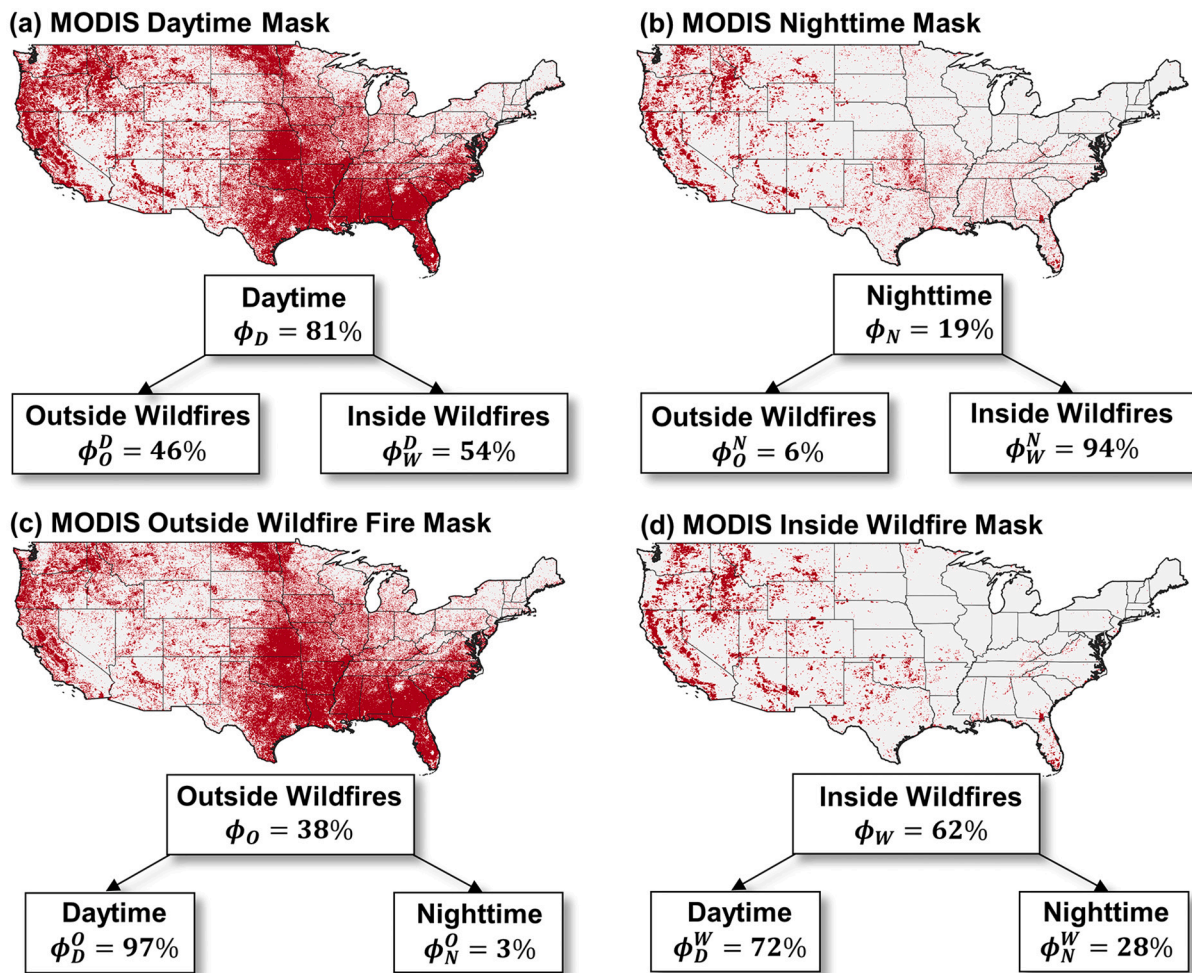 (a) MODIS Daytime Mask
(b) MODIS Nighttime Mask
Daytime
ϕ_D = 81%
Nighttime
ϕ_N = 19%
Outside Wildfires
ϕ_O^D = 46%
Inside Wildfires
ϕ_W^D = 54%
Outside Wildfires
ϕ_O^N = 6%
Inside Wildfires
ϕ_W^N = 94%
(c) MODIS Outside Wildfire Fire Mask
(d) MODIS Inside Wildfire Mask
Outside Wildfires
ϕ_O = 38%
Inside Wildfires
ϕ_W = 62%
Daytime
ϕ_D^O = 97%
Nighttime
ϕ_N^O = 3%
Daytime
ϕ_D^W = 72%
Nighttime
ϕ_N^W = 28%